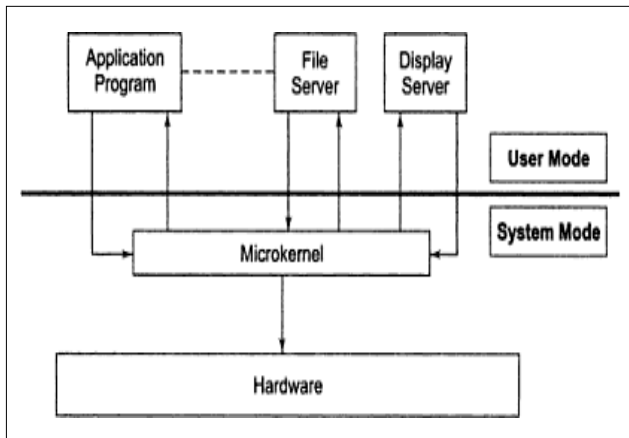 Application
Program
File
Server
Display
Server
User Mode
System Mode
Microkernel
Hardware